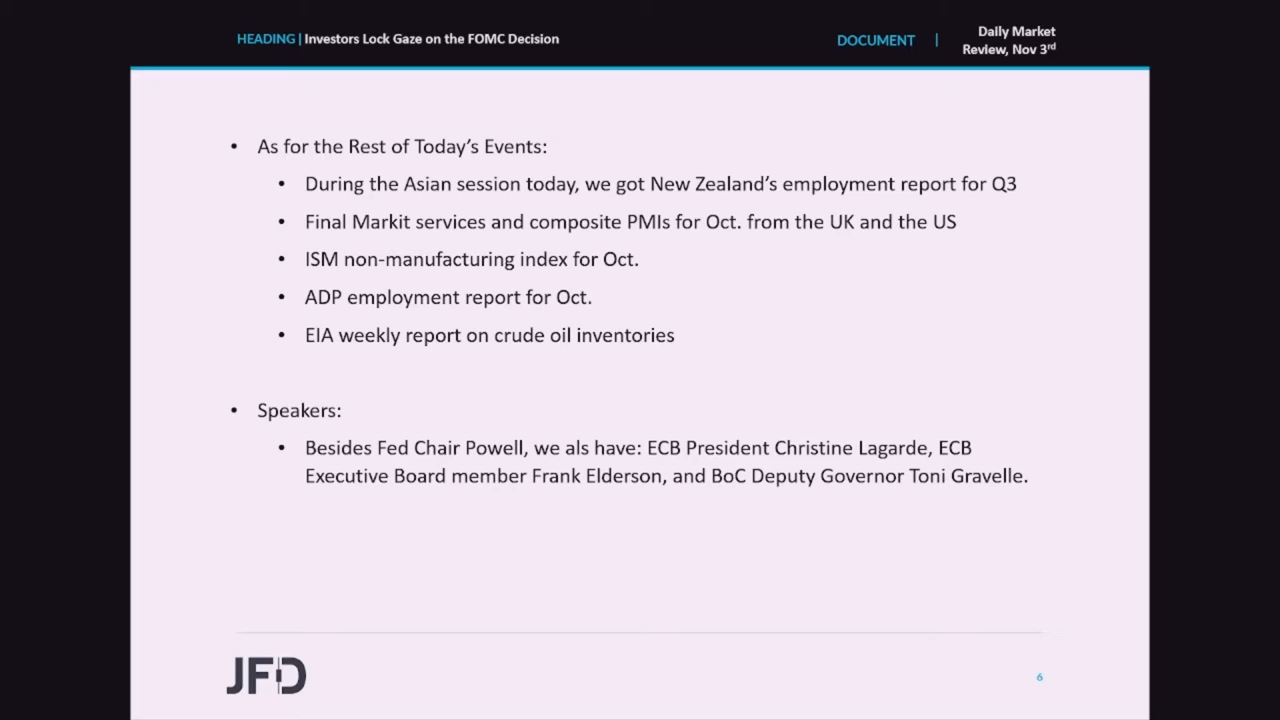 HEADING | Investors Lock Gaze on the FOMC Decision
DOCUMENT |
Daily Market
Review, Nov 3rd
• As for the Rest of Today's Events:
• During the Asian session today, we got New Zealand's employment report for Q3
• Final Markit services and composite PMIs for Oct. from the UK and the US
• ISM non-manufacturing index for Oct.
• ADP employment report for Oct.
• EIA weekly report on crude oil inventories
• Speakers:
• Besides Fed Chair Powell, we als have: ECB President Christine Lagarde, ECB
Executive Board member Frank Elderson, and BoC Deputy Governor Toni Gravelle.
JFD
6